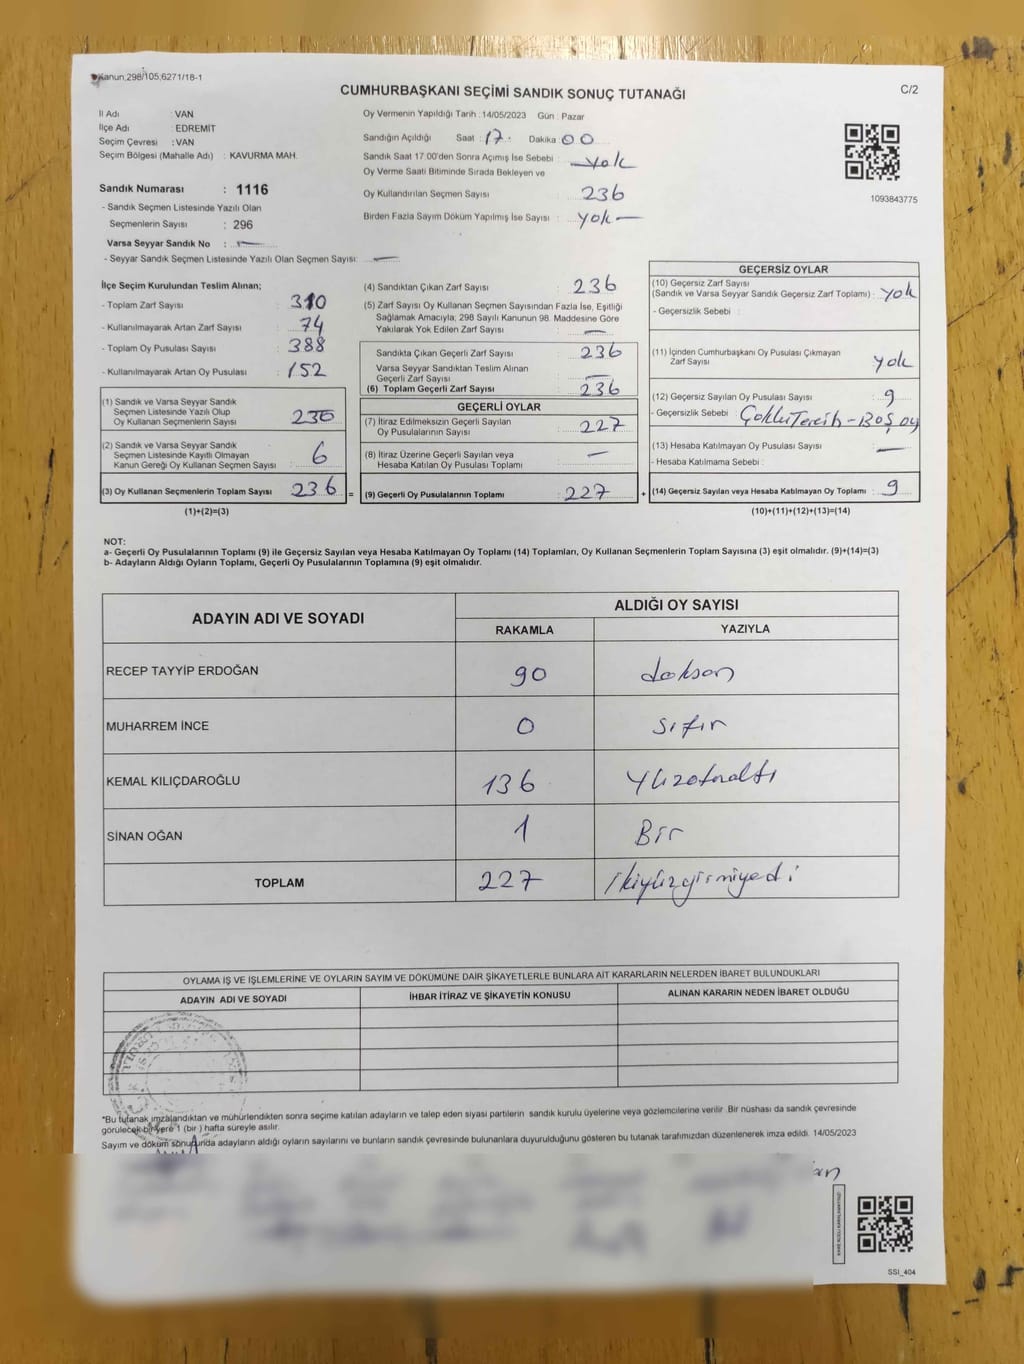 Kanun;298/105;6271/18-1
C/2
CUMHURBAŞKANI SEÇİMİ SANDIK SONUÇ TUTANAĞI
İl Adı : VAN
İlçe Adı : EDREMIT
Seçim Çevresi : VAN
Seçim Bölgesi (Mahalle Adı) : KAVURMA MAH.
Sandık Numarası : 1116
- Sandık Seçmen Listesinde Yazılı Olan
Seçmenlerin Sayısı : 296
Varsa Seyyar Sandık No : —
- Seyyar Sandık Seçmen Listesinde Yazılı Olan Seçmen Sayısı: —
Oy Vermenin Yapıldığı Tarih :14/05/2023 Gün : Pazar
Sandığın Açıldığı Saat : 17 Dakika : 00
Sandık Saat 17:00'den Sonra Açımış İse Sebebi : yok
Oy Verme Saati Bitiminde Sırada Bekleyen ve
Oy Kullandırılan Seçmen Sayısı : 236
Birden Fazla Sayım Döküm Yapılmış İse Sayısı : yok —
1093843775
İlçe Seçim Kurulundan Teslim Alınan;
- Toplam Zarf Sayısı : 310
- Kullanılmayarak Artan Zarf Sayısı : 74
- Toplam Oy Pusulası Sayısı : 388
- Kullanılmayarak Artan Oy Pusulası : 152
(1) Sandık ve Varsa Seyyar Sandık
Seçmen Listesinde Yazılı Olup
Oy Kullanan Seçmenlerin Sayısı : 230
(2) Sandık ve Varsa Seyyar Sandık
Seçmen Listesinde Kayıtlı Olmayan
Kanun Gereği Oy Kullanan Seçmen Sayısı : 6
(3) Oy Kullanan Seçmenlerin Toplam Sayısı : 236 =
(1)+(2)=(3)
(4) Sandıktan Çıkan Zarf Sayısı : 236
(5) Zarf Sayısı Oy Kullanan Seçmen Sayısından Fazla İse, Eşitliği
Sağlamak Amacıyla; 298 Sayılı Kanunun 98. Maddesine Göre
Yakılarak Yok Edilen Zarf Sayısı : —
Sandıkta Çıkan Geçerli Zarf Sayısı : 236
Varsa Seyyar Sandıktan Teslim Alınan
Geçerli Zarf Sayısı : —
(6) Toplam Geçerli Zarf Sayısı : 236
GEÇERLİ OYLAR
(7) İtiraz Edilmeksizin Geçerli Sayılan
Oy Pusulalarının Sayısı : 227
(8) İtiraz Üzerine Geçerli Sayılan veya
Hesaba Katılan Oy Pusulası Toplamı : —
(9) Geçerli Oy Pusulalarının Toplamı : 227 +
GEÇERSİZ OYLAR
(10) Geçersiz Zarf Sayısı
(Sandık ve Varsa Seyyar Sandık Geçersiz Zarf Toplamı) : yok
- Geçersizlik Sebebi :
(11) İçinden Cumhurbaşkanı Oy Pusulası Çıkmayan
Zarf Sayısı : yok
(12) Geçersiz Sayılan Oy Pusulası Sayısı : 9
- Geçersizlik Sebebi : Çoklu Tercih - BOŞ oy
(13) Hesaba Katılmayan Oy Pusulası Sayısı : —
- Hesaba Katılmama Sebebi :
(14) Geçersiz Sayılan veya Hesaba Katılmayan Oy Toplamı : 9
(10)+(11)+(12)+(13)=(14)
NOT:
a- Geçerli Oy Pusulalarının Toplamı (9) ile Geçersiz Sayılan veya Hesaba Katılmayan Oy Toplamı (14) Toplamları, Oy Kullanan Seçmenlerin Toplam Sayısına (3) eşit olmalıdır. (9)+(14)=(3)
b- Adayların Aldığı Oyların Toplamı, Geçerli Oy Pusulalarının Toplamına (9) eşit olmalıdır.
ADAYIN ADI VE SOYADI
ALDIĞI OY SAYISI
RAKAMLA YAZIYLA
RECEP TAYYİP ERDOĞAN 90 doksan
MUHARREM İNCE 0 sıfır
KEMAL KILIÇDAROĞLU 136 Yüzotuzaltı
SİNAN OĞAN 1 Bir
TOPLAM 227 ikiyüzyirmiyedi
OYLAMA İŞ VE İŞLEMLERİNE VE OYLARIN SAYIM VE DÖKÜMÜNE DAİR ŞİKAYETLERLE BUNLARA AİT KARARLARIN NELERDEN İBARET BULUNDUKLARI
ADAYIN ADI VE SOYADI İHBAR İTİRAZ VE ŞİKAYETİN KONUSU ALINAN KARARIN NEDEN İBARET OLDUĞU
*Bu tutanak imzalandıktan ve mühürlendikten sonra seçime katılan adayların ve talep eden siyasi partilerin sandık kurulu üyelerine veya gözlemcilerine verilir. Bir nüshası da sandık çevresinde
görülecek bir yere 1 (bir ) hafta süreyle asılır.
Sayım ve döküm sonucunda adayların aldığı oyların sayılarını ve bunların sandık çevresinde bulunanlara duyurulduğunu gösteren bu tutanak tarafımızdan düzenlenerek imza edildi. 14/05/2023
SSİ_404